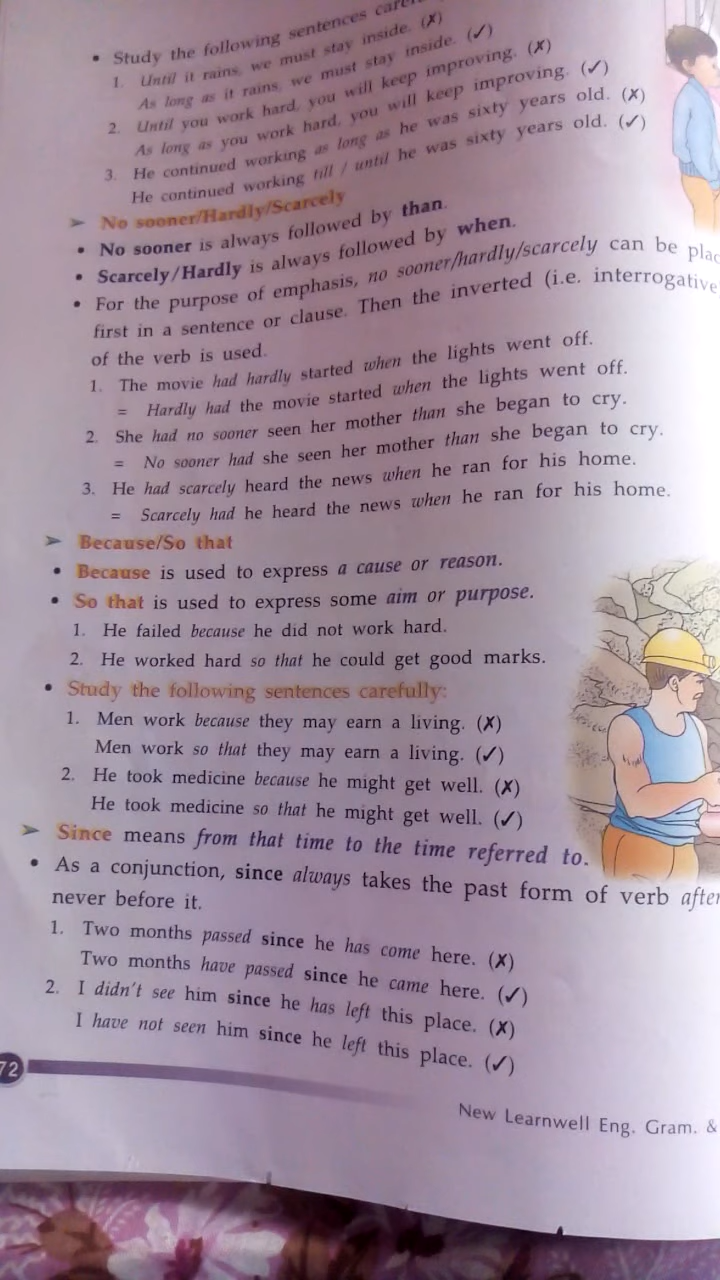 • Study the following sentences
1. Until it rains, we must stay inside. (✗)
As long as it rains, we must stay inside. (✓)
2. Until you work hard, you will keep improving. (✗)
As long as you work hard, you will keep improving. (✓)
3. He continued working as long as he was sixty years old. (✗)
He continued working till / until he was sixty years old. (✓)
➤ No sooner/Hardly/Scarcely
• No sooner is always followed by than.
• Scarcely/Hardly is always followed by when.
• For the purpose of emphasis, no sooner/hardly/scarcely can be
first in a sentence or clause. Then the inverted (i.e. interrogative
of the verb is used.
1. The movie had hardly started when the lights went off.
= Hardly had the movie started when the lights went off.
2. She had no sooner seen her mother than she began to cry.
= No sooner had she seen her mother than she began to cry.
3. He had scarcely heard the news when he ran for his home.
= Scarcely had he heard the news when he ran for his home.
➤ Because/So that
• Because is used to express a cause or reason.
• So that is used to express some aim or purpose.
1. He failed because he did not work hard.
2. He worked hard so that he could get good marks.
• Study the following sentences carefully:
1. Men work because they may earn a living. (✗)
Men work so that they may earn a living. (✓)
2. He took medicine because he might get well. (✗)
He took medicine so that he might get well. (✓)
➤ Since means from that time to the time referred to.
• As a conjunction, since always takes the past form of verb after
never before it.
1. Two months passed since he has come here. (✗)
Two months have passed since he came here. (✓)
2. I didn't see him since he has left this place. (✗)
I have not seen him since he left this place. (✓)
72
New Learnwell Eng. Gram. &